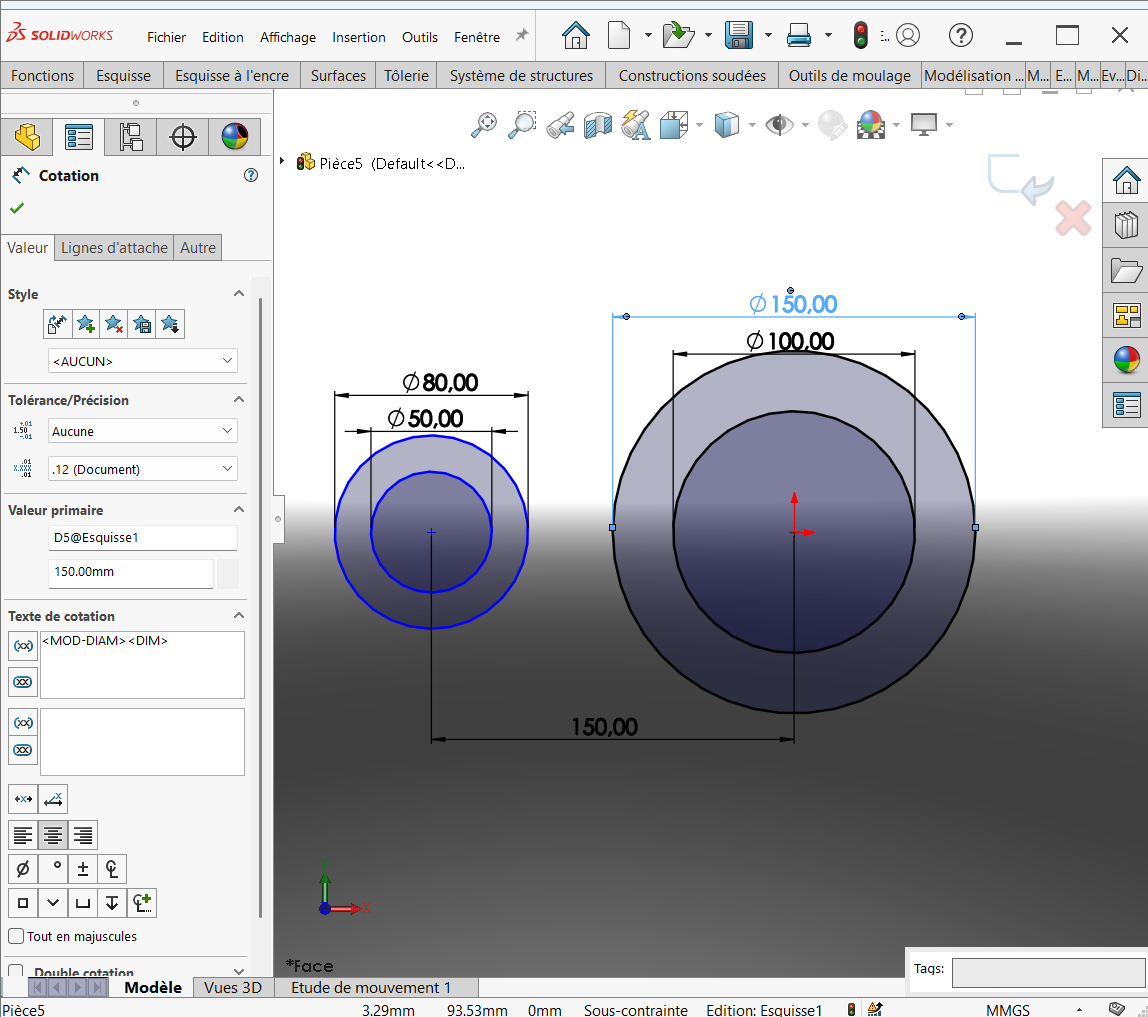 SOLIDWORKS
Fichier Edition Affichage Insertion Outils Fenêtre
Fonctions Esquisse Esquisse à l'encre Surfaces Tôlerie Système de structures Constructions soudées Outils de moulage Modélisation ... M... E... M... Ev... Di...
Pièce5 (Default<<D...
Cotation
Valeur Lignes d'attache Autre
Style
<AUCUN>
Tolérance/Précision
Aucune
.12 (Document)
Valeur primaire
D5@Esquisse1
150.00mm
Texte de cotation
<MOD-DIAM><DIM>
Tout en majuscules
Double cotation
∅150,00
∅100,00
∅80,00
∅50,00
150,00
*Face
Tags:
Modèle Vues 3D Etude de mouvement 1
Pièce5 3.29mm 93.53mm 0mm Sous-contrainte Edition: Esquisse1 MMGS